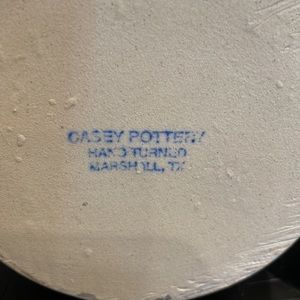 CASEY POTTERY
HAND TURNED
MARSHALL, TX